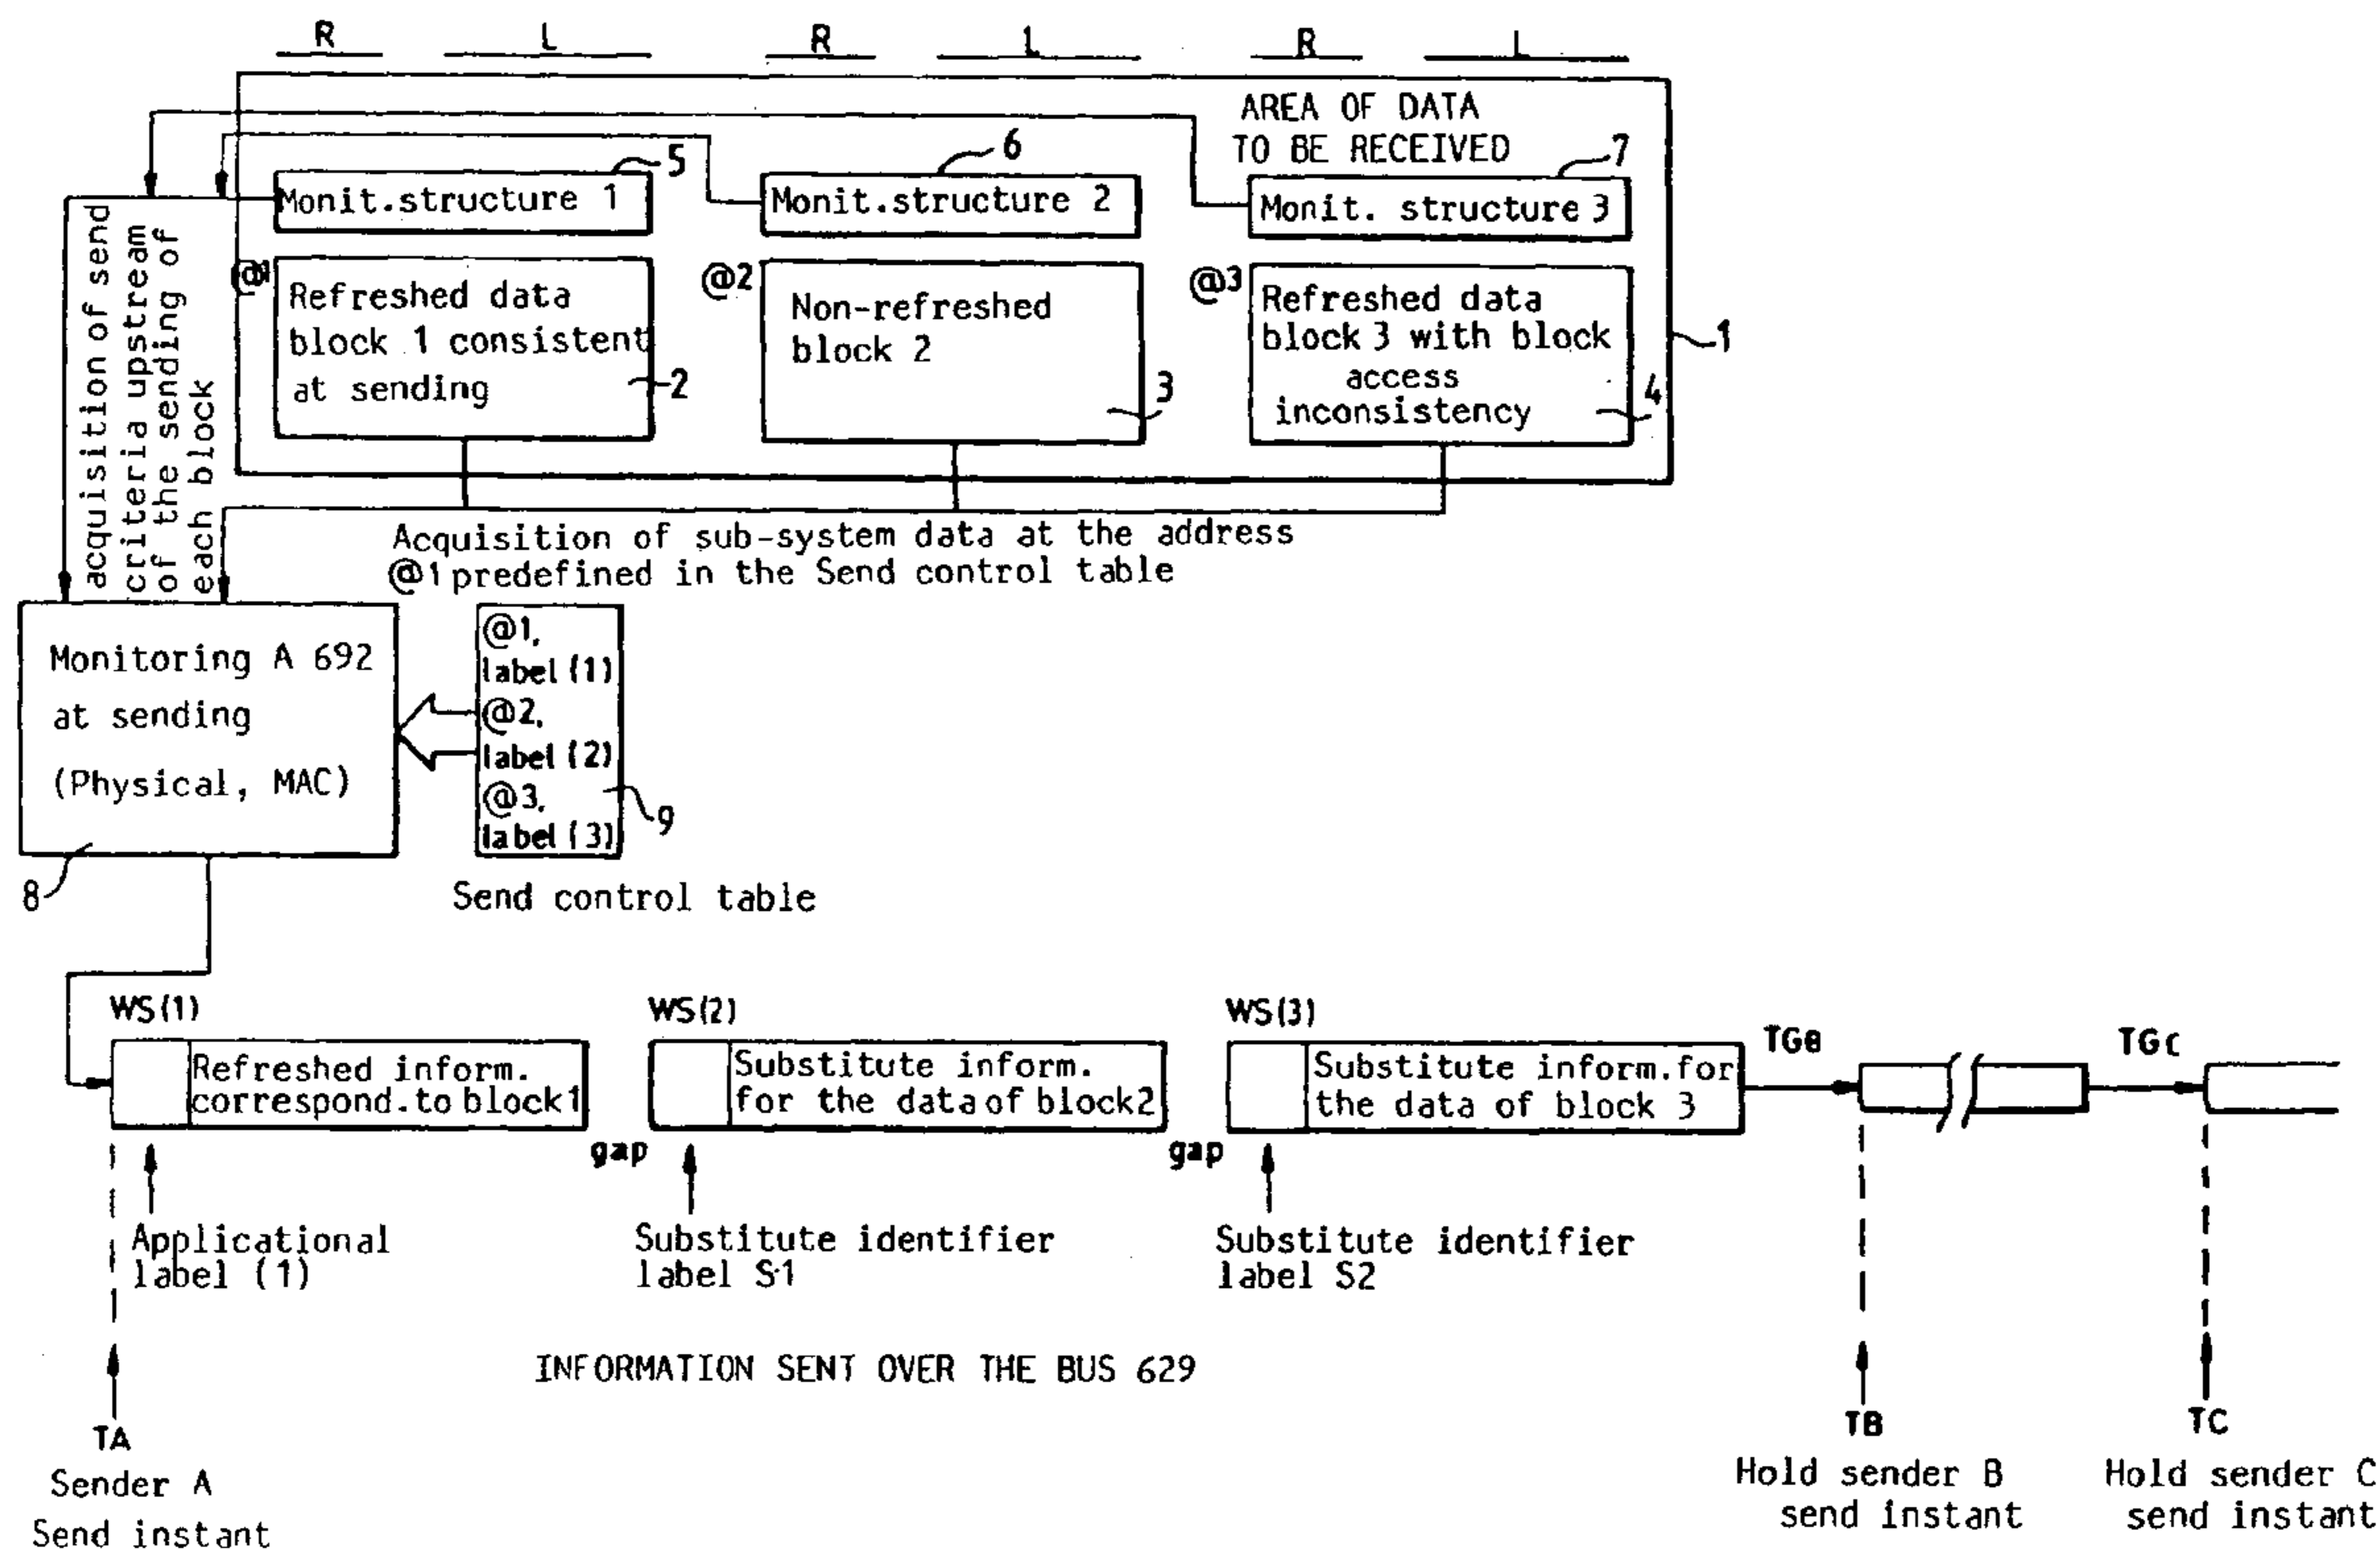 R L R L R L
AREA OF DATA
TO BE RECEIVED
5
6
7
Monit.structure 1
Monit.structure 2
Monit. structure 3
@1
Refreshed data
block 1 consistent
at sending
2
@2
Non-refreshed
block 2
3
@3
Refreshed data
block 3 with block
access
inconsistency
4
1
acquisition of send
criteria upstream
of the sending of
each block
Acquisition of sub-system data at the address
@1 predefined in the Send control table
Monitoring A 692
at sending
(Physical, MAC)
8
@1,
label (1)
@2,
label (2)
@3,
label (3)
9
Send control table
WS(1)
WS(2)
WS(3)
TGB
TGC
Refreshed inform.
correspond.to block1
Substitute inform.
for the data of block2
Substitute inform.for
the data of block 3
gap
gap
Applicational
label (1)
Substitute identifier
label S1
Substitute identifier
label S2
INFORMATION SENT OVER THE BUS 629
TA
Sender A
Send instant
TB
Hold sender B
send instant
TC
Hold sender C
send instant